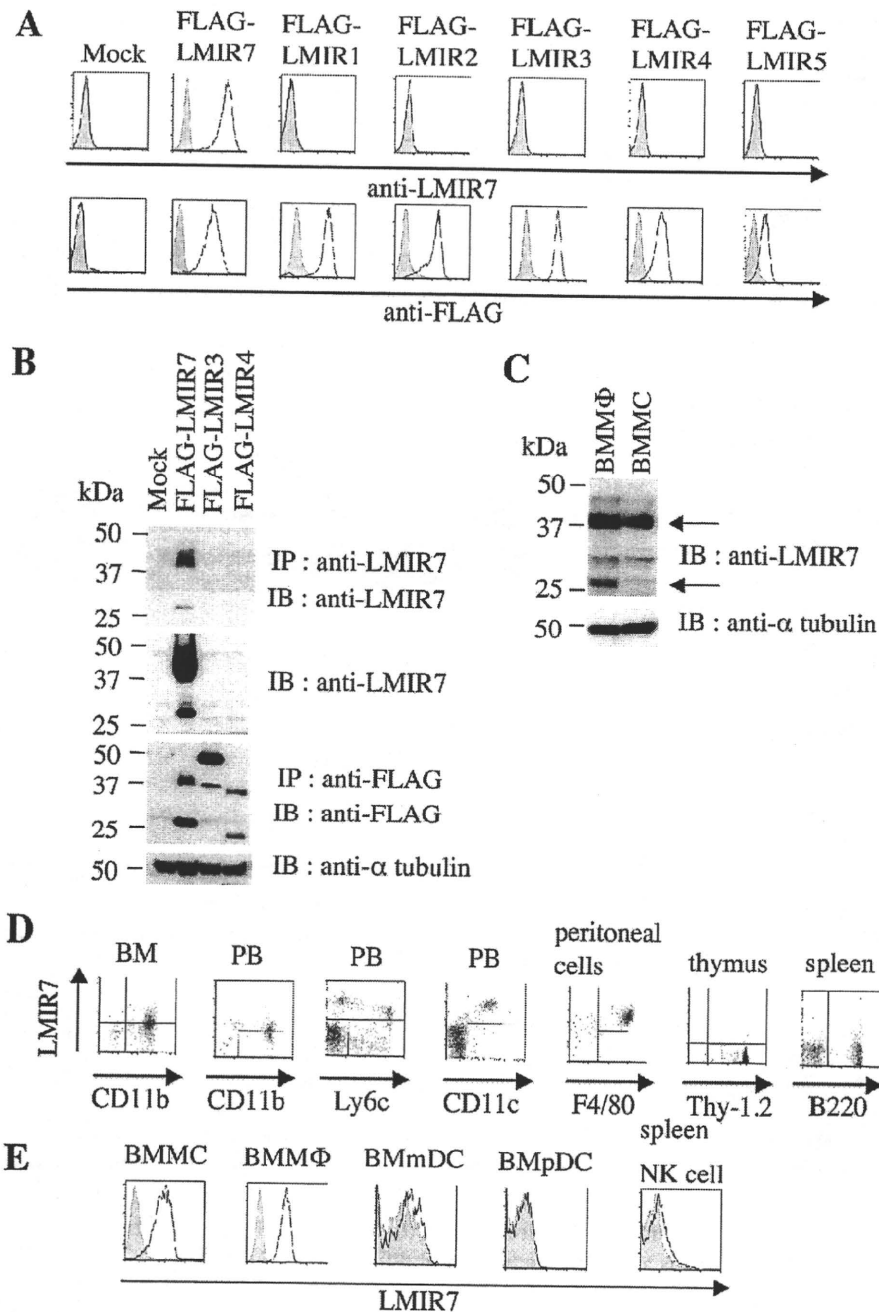 A
Mock
FLAG-LMIR7
FLAG-LMIR1
FLAG-LMIR2
FLAG-LMIR3
FLAG-LMIR4
FLAG-LMIR5
anti-LMIR7
anti-FLAG
B
Mock
FLAG-LMIR7
FLAG-LMIR3
FLAG-LMIR4
kDa
50
37
25
IP : anti-LMIR7
IB : anti-LMIR7
50
37
25
IB : anti-LMIR7
50
37
25
IP : anti-FLAG
IB : anti-FLAG
50
IB : anti-α tubulin
C
BMMΦ
BMMC
kDa
50
37
25
IB : anti-LMIR7
50
IB : anti-α tubulin
D
LMIR7
BM
PB
PB
PB
peritoneal cells
thymus
spleen
CD11b
CD11b
Ly6c
CD11c
F4/80
Thy-1.2
B220
E
BMMC
BMMΦ
BMmDC
BMpDC
spleen NK cell
LMIR7